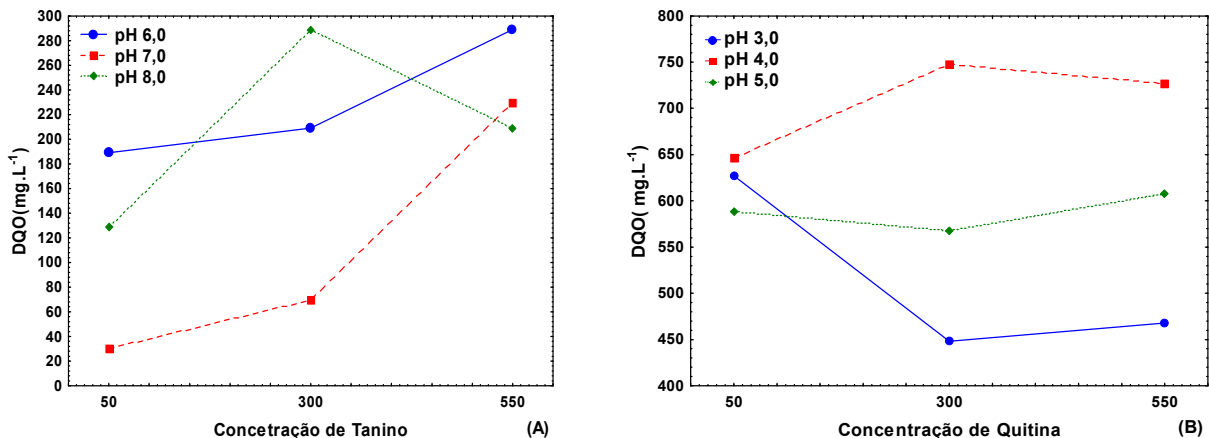 300
280
260
240
220
200
180
160
140
120
100
80
60
40
20
0
DQO(mg.L-1)
pH 6,0
pH 7,0
pH 8,0
50 300 550
Concetração de Tanino (A)
800
750
700
650
600
550
500
450
400
DQO( mg.L-1)
pH 3,0
pH 4,0
pH 5,0
50 300 550
Concentração de Quitina (B)